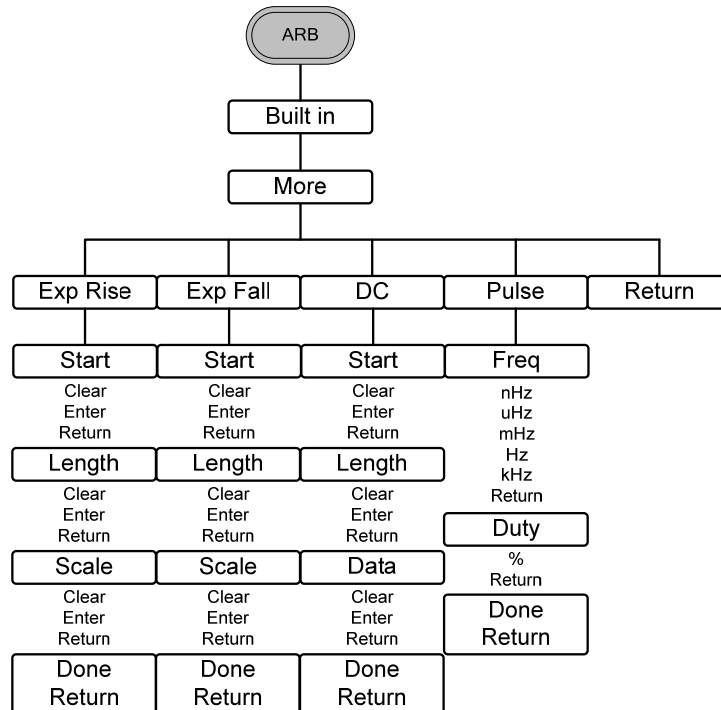 ARB
Built in
More
Exp Rise
Exp Fall
DC
Pulse
Return
Start
Clear
Enter
Return
Length
Clear
Enter
Return
Scale
Clear
Enter
Return
Done
Return
Start
Clear
Enter
Return
Length
Clear
Enter
Return
Scale
Clear
Enter
Return
Done
Return
Start
Clear
Enter
Return
Length
Clear
Enter
Return
Data
Clear
Enter
Return
Done
Return
Freq
nHz
uHz
mHz
Hz
kHz
Return
Duty
%
Return
Done
Return